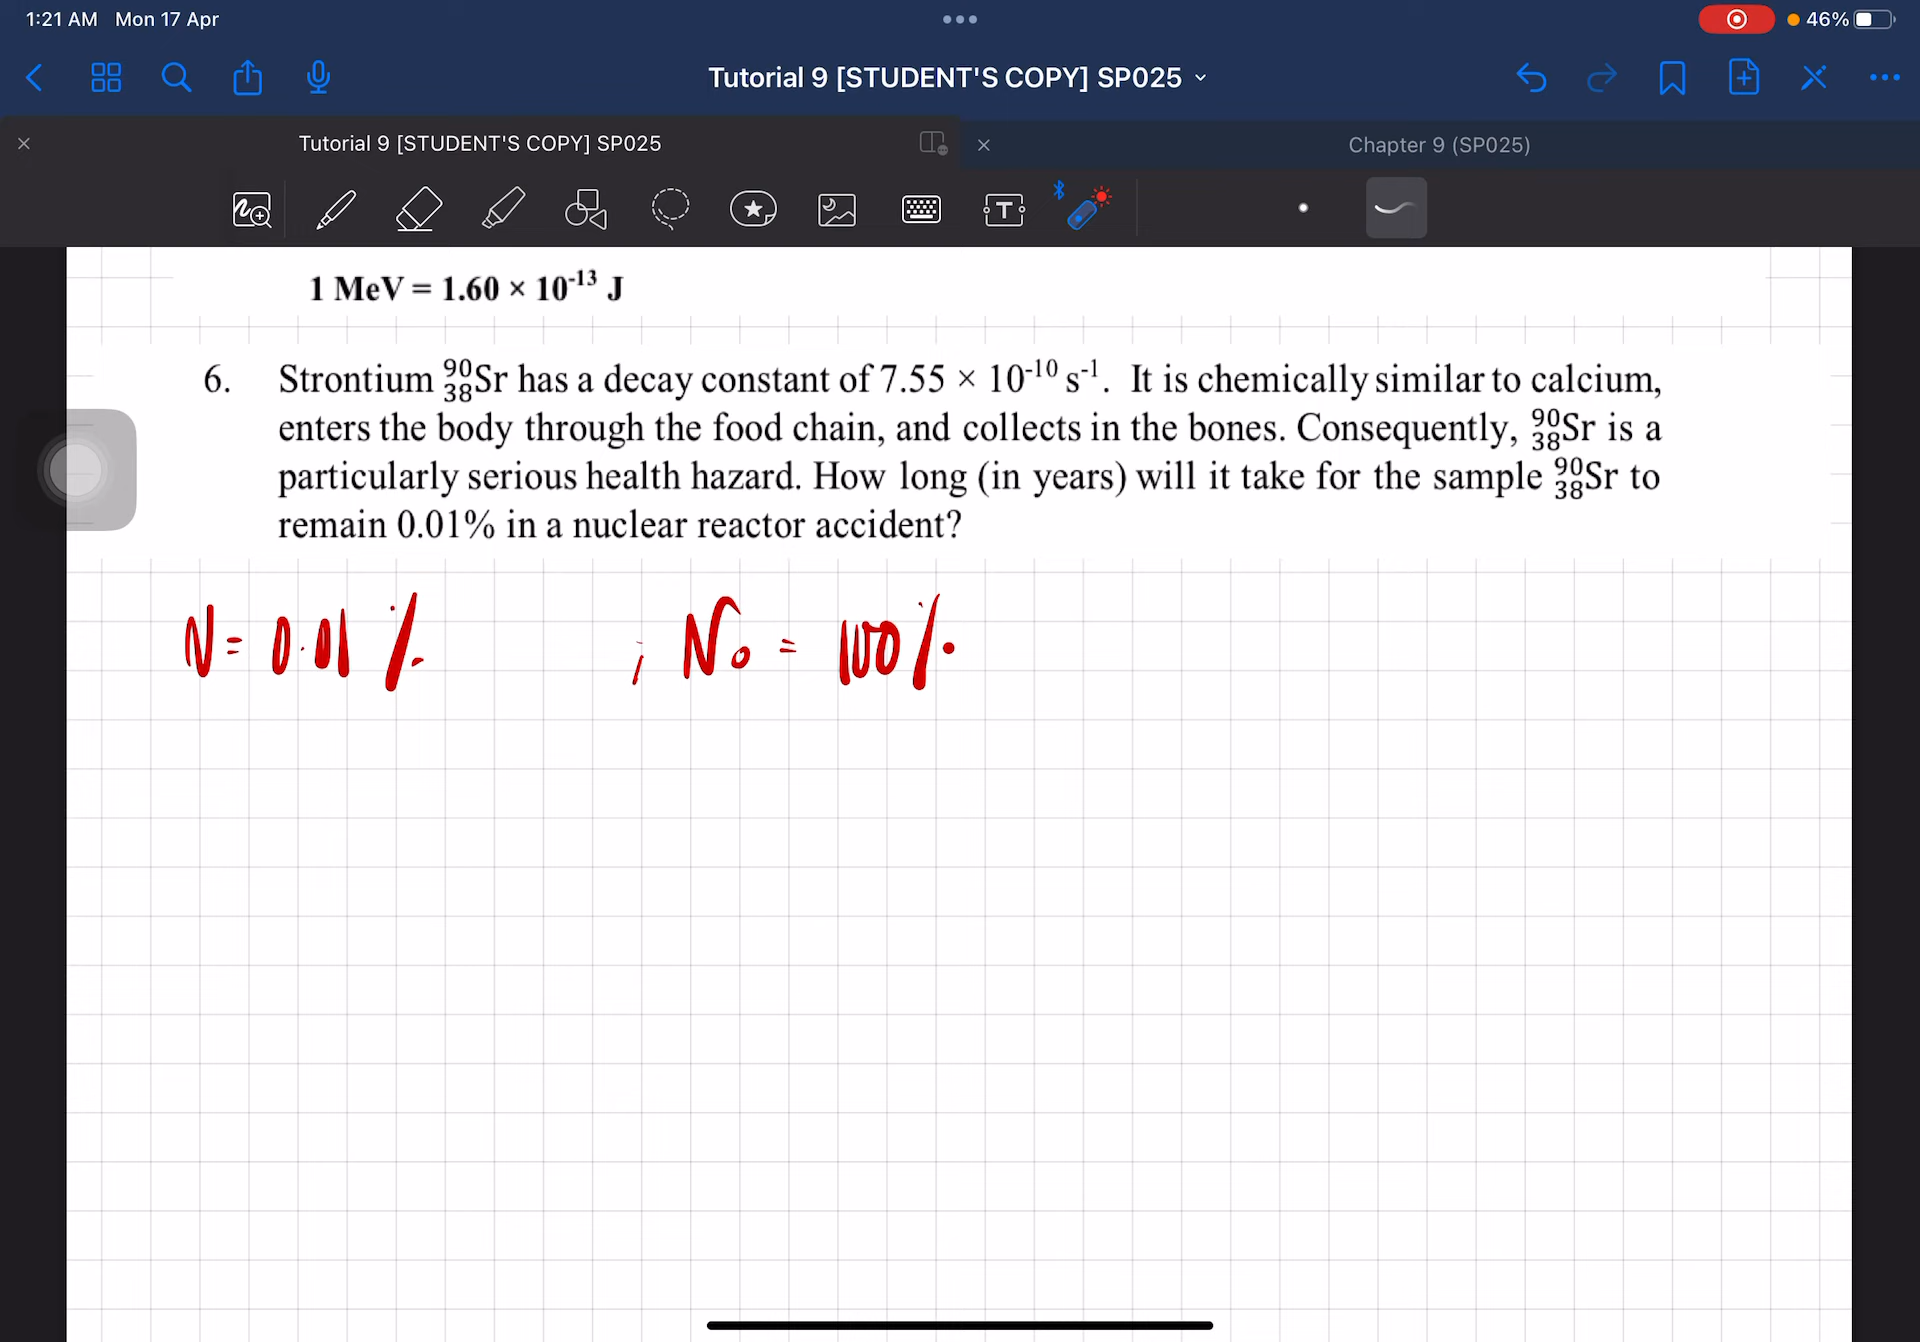 1:21 AM Mon 17 Apr
46%
Tutorial 9 [STUDENT'S COPY] SP025
Tutorial 9 [STUDENT'S COPY] SP025
Chapter 9 (SP025)
1 MeV = 1.60 × 10⁻¹³ J
6. Strontium ⁹⁰₃₈Sr has a decay constant of 7.55 × 10⁻¹⁰ s⁻¹. It is chemically similar to calcium,
enters the body through the food chain, and collects in the bones. Consequently, ⁹⁰₃₈Sr is a
particularly serious health hazard. How long (in years) will it take for the sample ⁹⁰₃₈Sr to
remain 0.01% in a nuclear reactor accident?
N = 0.01 % ; N₀ = 100%